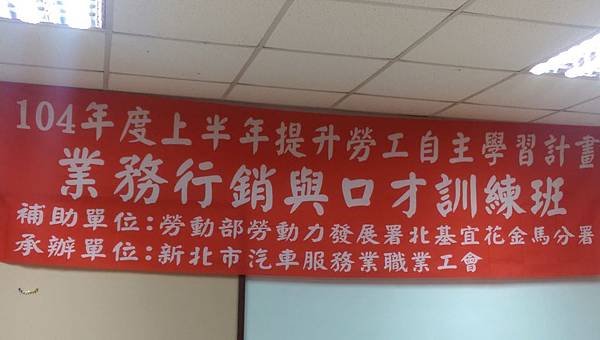 104年度上半年提升勞工自主學習計畫
業務行銷與口才訓練班
補助單位：勞動部勞動力發展署北基宜花金馬分署
承辦單位：新北市汽車服務業職業工會